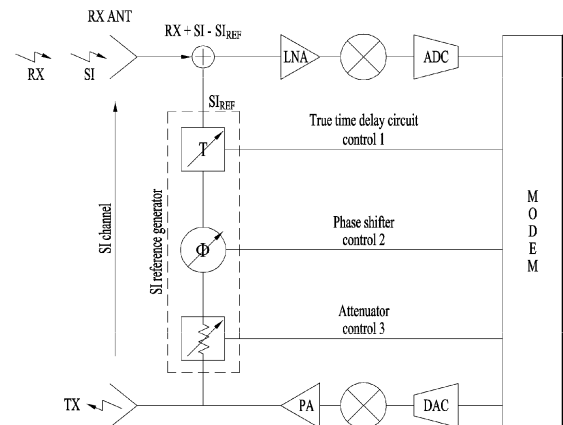 RX ANT
RX + SI - SI_REF
RX
SI
LNA
ADC
SI_REF
True time delay circuit
control 1
T
SI channel
SI reference generator
Phase shifter
control 2
Φ
M
O
D
E
M
Attenuator
control 3
TX
PA
DAC